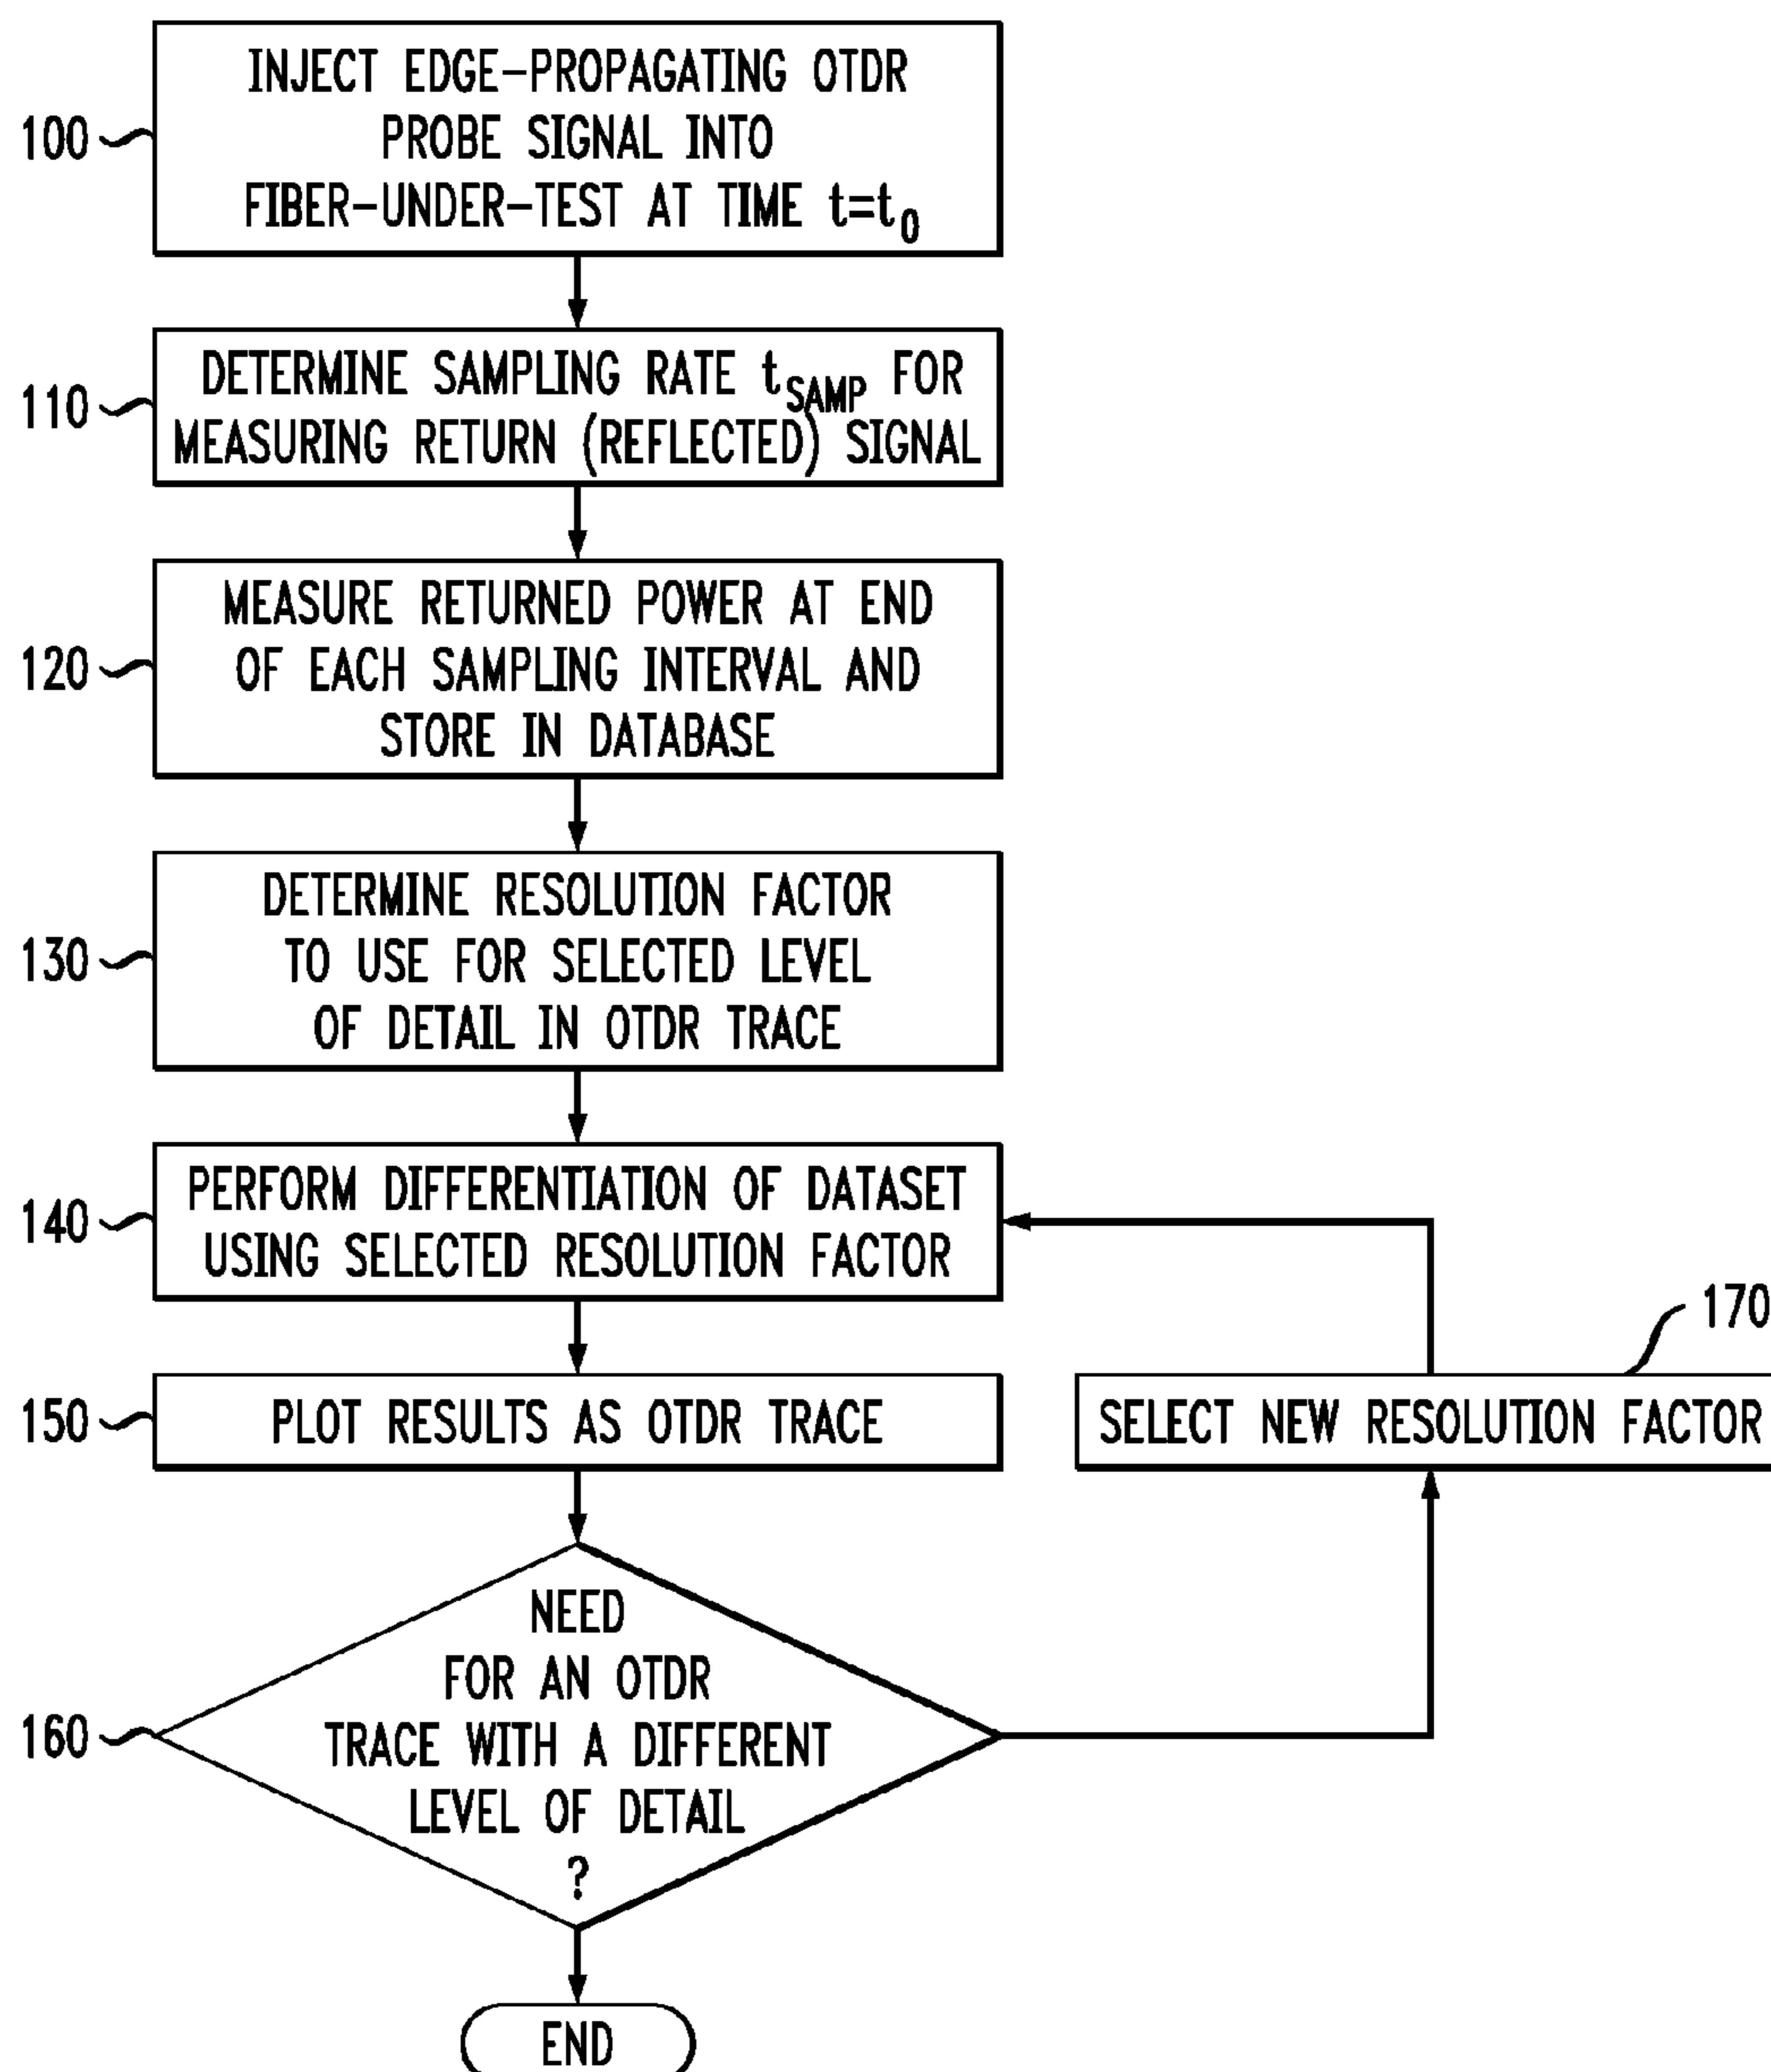 INJECT EDGE-PROPAGATING OTDR
PROBE SIGNAL INTO
FIBER-UNDER-TEST AT TIME t=t0
100
DETERMINE SAMPLING RATE tSAMP FOR
MEASURING RETURN (REFLECTED) SIGNAL
110
MEASURE RETURNED POWER AT END
OF EACH SAMPLING INTERVAL AND
STORE IN DATABASE
120
DETERMINE RESOLUTION FACTOR
TO USE FOR SELECTED LEVEL
OF DETAIL IN OTDR TRACE
130
PERFORM DIFFERENTIATION OF DATASET
USING SELECTED RESOLUTION FACTOR
140
170
PLOT RESULTS AS OTDR TRACE
150
SELECT NEW RESOLUTION FACTOR
NEED
FOR AN OTDR
TRACE WITH A DIFFERENT
LEVEL OF DETAIL
?
160
END